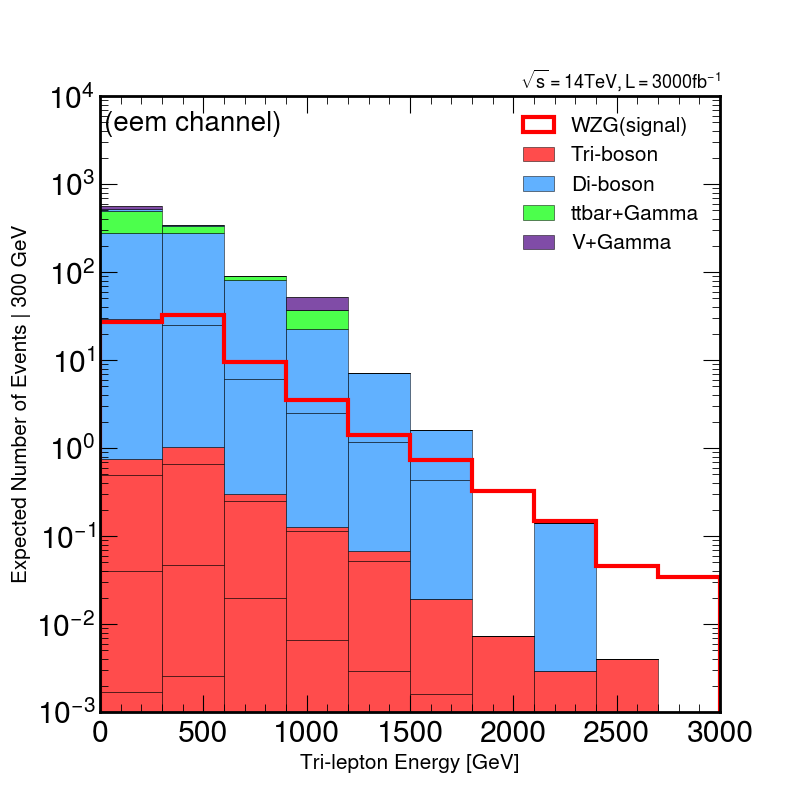 √s = 14TeV, L = 3000fb⁻¹
(eem channel)
WZG(signal)
Tri-boson
Di-boson
ttbar+Gamma
V+Gamma
Expected Number of Events | 300 GeV
10⁴
10³
10²
10¹
10⁰
10⁻¹
10⁻²
10⁻³
0 500 1000 1500 2000 2500 3000
Tri-lepton Energy [GeV]